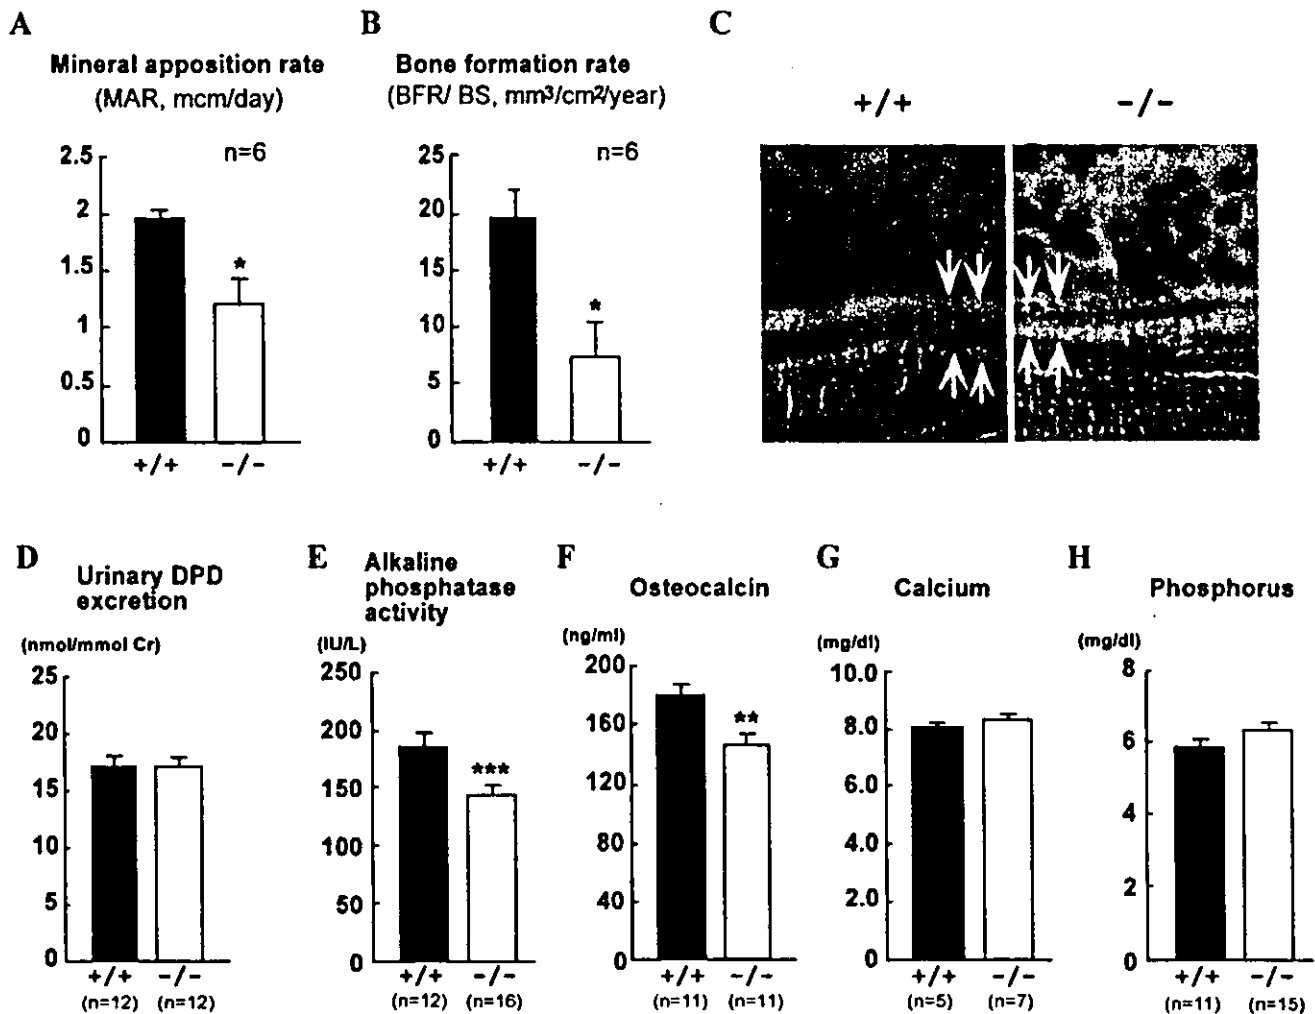 A
Mineral apposition rate
(MAR, mcm/day)
n=6
2.5
2
1.5
1
0.5
0
*
+/+ -/-
B
Bone formation rate
(BFR/ BS, mm³/cm²/year)
n=6
25
20
15
10
5
0
*
+/+ -/-
C
+/+ -/-
D
Urinary DPD
excretion
(nmol/mmol Cr)
25
20
15
10
5
0
+/+ -/-
(n=12) (n=12)
E
Alkaline
phosphatase
activity
(IU/L)
250
200
150
100
50
0
***
+/+ -/-
(n=12) (n=16)
F
Osteocalcin
(ng/ml)
200
160
120
80
40
0
**
+/+ -/-
(n=11) (n=11)
G
Calcium
(mg/dl)
10.0
8.0
6.0
4.0
2.0
0
+/+ -/-
(n=5) (n=7)
H
Phosphorus
(mg/dl)
8
6
4
2
0
+/+ -/-
(n=11) (n=15)